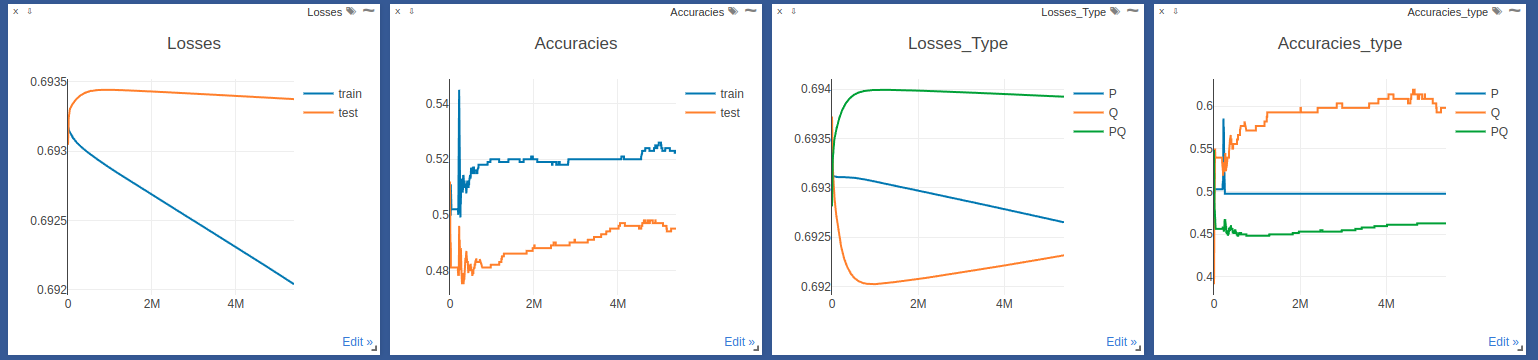 x ⇩ Losses
Losses
0.6935
0.693
0.6925
0.692
0 2M 4M
train
test
Edit »
x ⇩ Accuracies
Accuracies
0.54
0.52
0.5
0.48
0 2M 4M
train
test
Edit »
x ⇩ Losses_Type
Losses_Type
0.694
0.6935
0.693
0.6925
0.692
0 2M 4M
P
Q
PQ
Edit »
x ⇩ Accuracies_type
Accuracies_type
0.6
0.55
0.5
0.45
0.4
0 2M 4M
P
Q
PQ
Edit »